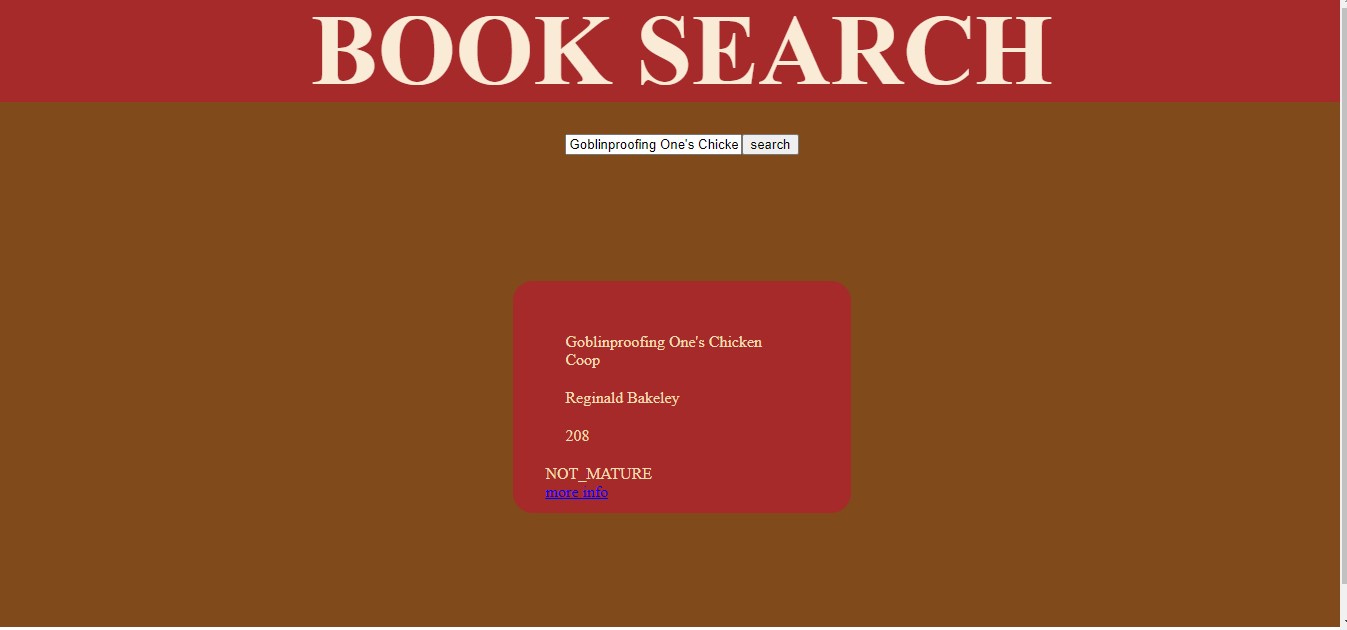 BOOK SEARCH
Goblinproofing One's Chicke search
Goblinproofing One's Chicken
Coop
Reginald Bakeley
208
NOT_MATURE
more info